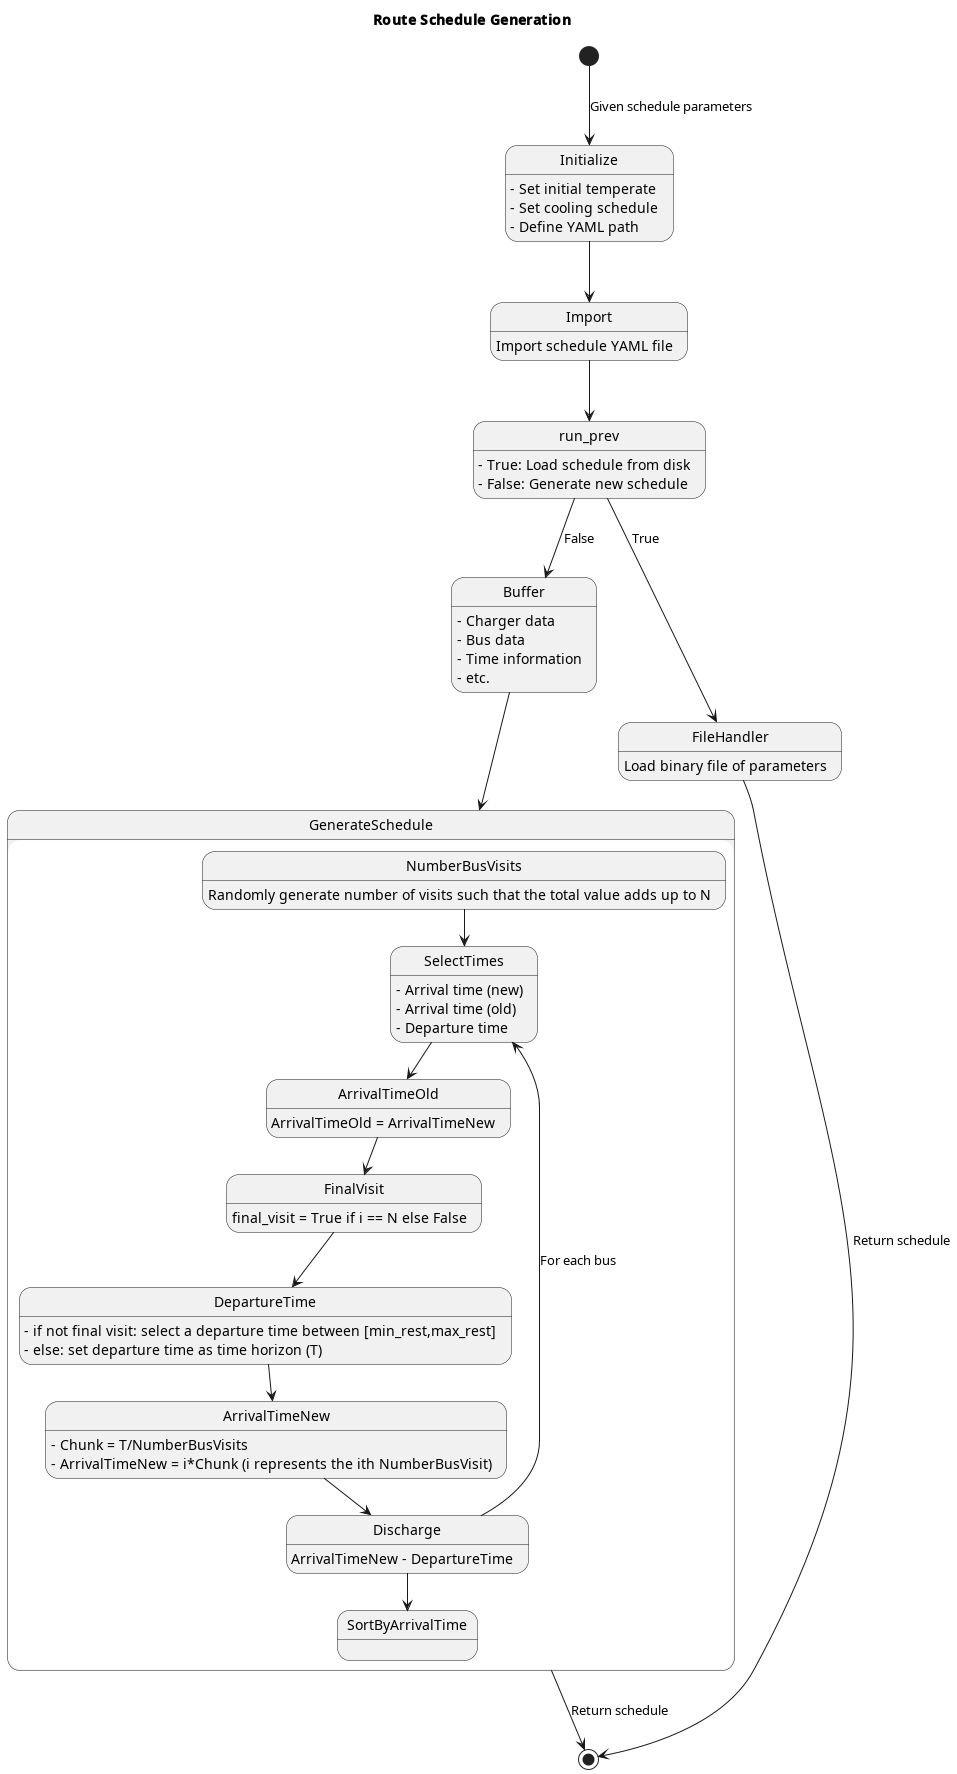 Route Schedule Generation
Given schedule parameters
Initialize
- Set initial temperate
- Set cooling schedule
- Define YAML path
Import
Import schedule YAML file
run_prev
- True: Load schedule from disk
- False: Generate new schedule
False
True
Buffer
- Charger data
- Bus data
- Time information
- etc.
FileHandler
Load binary file of parameters
GenerateSchedule
NumberBusVisits
Randomly generate number of visits such that the total value adds up to N
SelectTimes
- Arrival time (new)
- Arrival time (old)
- Departure time
ArrivalTimeOld
ArrivalTimeOld = ArrivalTimeNew
FinalVisit
final_visit = True if i == N else False
For each bus
Return schedule
DepartureTime
- if not final visit: select a departure time between [min_rest,max_rest]
- else: set departure time as time horizon (T)
ArrivalTimeNew
- Chunk = T/NumberBusVisits
- ArrivalTimeNew = i*Chunk (i represents the ith NumberBusVisit)
Discharge
ArrivalTimeNew - DepartureTime
SortByArrivalTime
Return schedule